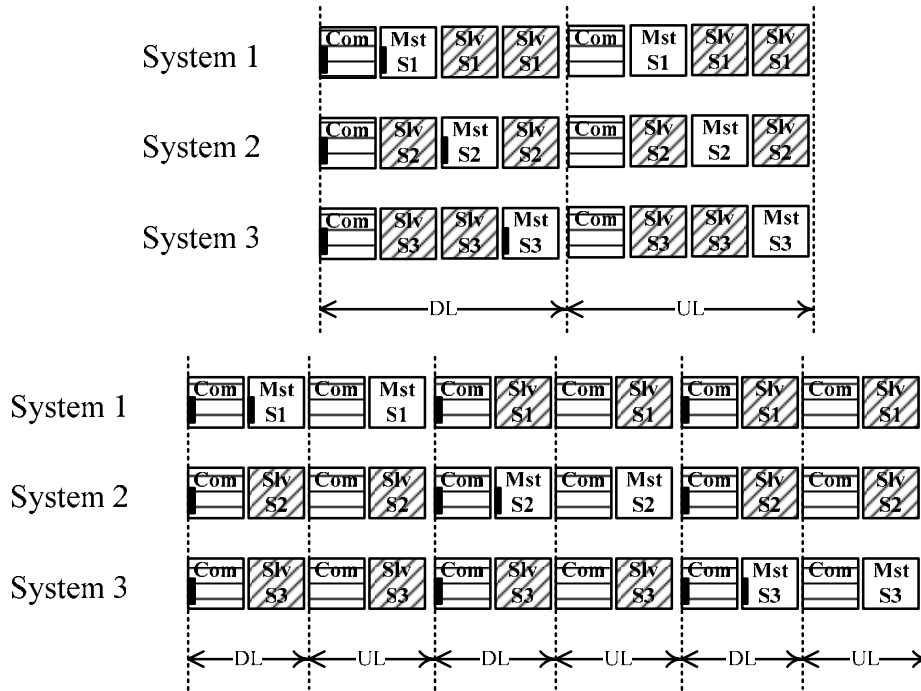 Com Mst Slv Slv Com Mst Slv Slv
System 1
S1 S1 S1 S1 S1 S1
Com Slv Mst Slv Com Slv Mst Slv
System 2
S2 S2 S2 S2 S2 S2
Com Slv Slv Mst Com Slv Slv Mst
System 3
S3 S3 S3 S3 S3 S3
DL UL
Com Mst Com Mst Com Slv Com Slv Com Slv Com Slv
System 1
S1 S1 S1 S1 S1 S1
Com Slv Com Slv Com Mst Com Mst Com Slv Com Slv
System 2
S2 S2 S2 S2 S2 S2
Com Slv Com Slv Com Slv Com Slv Com Mst Com Mst
System 3
S3 S3 S3 S3 S3 S3
DL UL DL UL DL UL